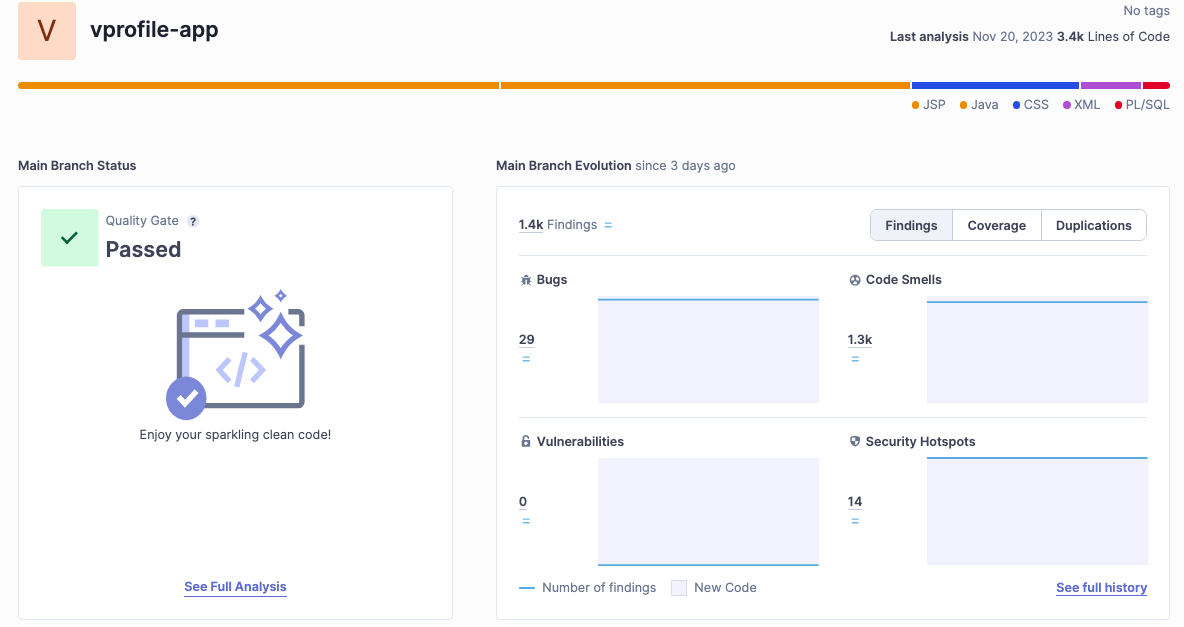 V
vprofile-app
No tags
Last analysis Nov 20, 2023 3.4k Lines of Code
JSP Java CSS XML PL/SQL
Main Branch Status
Quality Gate ?
Passed
</>
Enjoy your sparkling clean code!
See Full Analysis
Main Branch Evolution since 3 days ago
1.4k Findings =
Findings Coverage Duplications
Bugs
29
=
Code Smells
1.3k
=
Vulnerabilities
0
=
Security Hotspots
14
=
Number of findings New Code
See full history